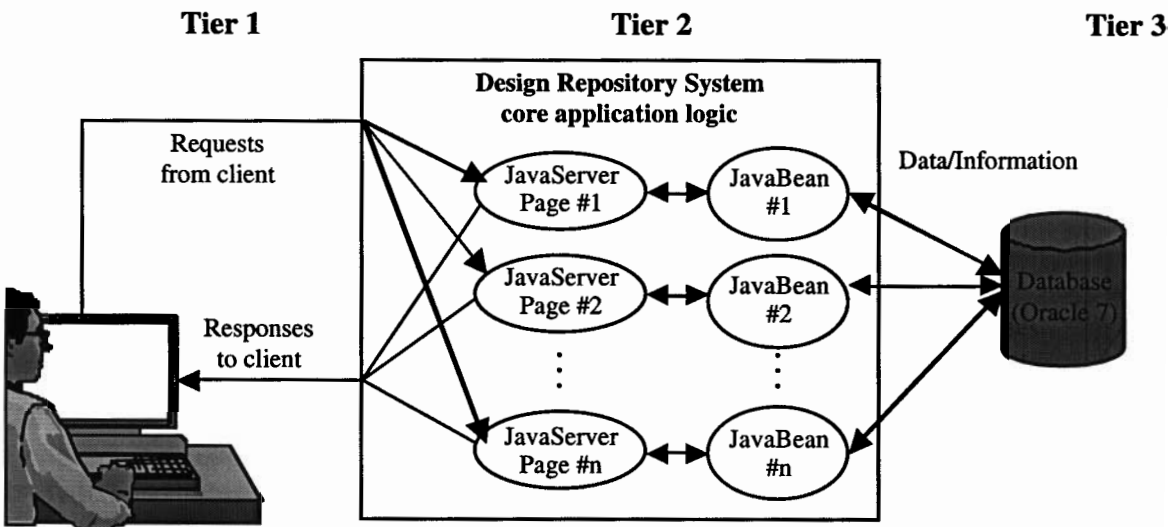 Tier 1
Tier 2
Tier 3
Design Repository System
core application logic
Requests
from client
JavaServer
Page #1
JavaBean
#1
Data/Information
JavaServer
Page #2
JavaBean
#2
Database
(Oracle 7)
Responses
to client
JavaServer
Page #n
JavaBean
#n